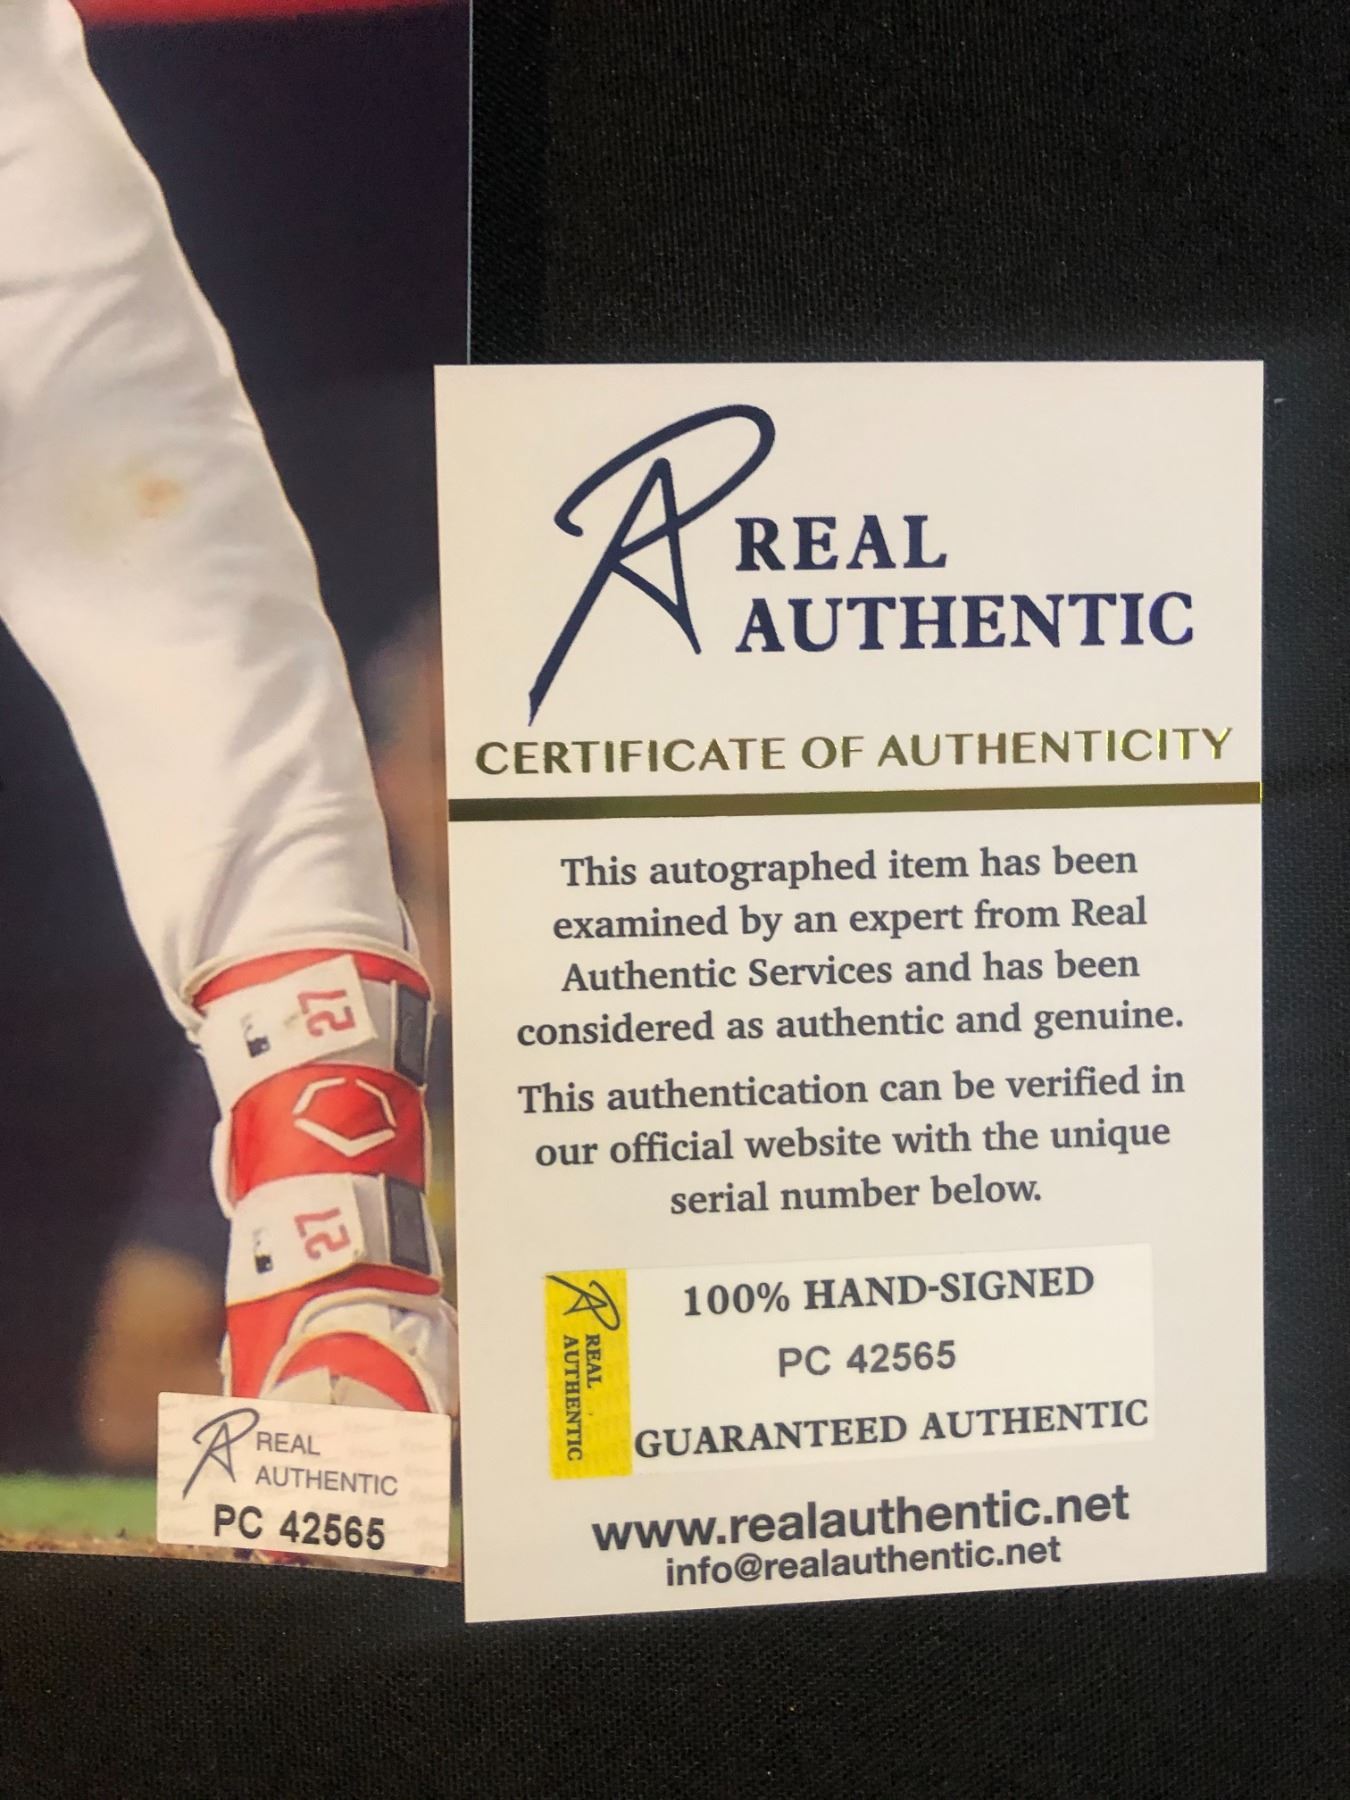 REAL
AUTHENTIC
CERTIFICATE OF AUTHENTICITY
This autographed item has been
examined by an expert from Real
Authentic Services and has been
considered as authentic and genuine.
This authentication can be verified in
our official website with the unique
serial number below.
REAL
AUTHENTIC
100% HAND-SIGNED
PC 42565
GUARANTEED AUTHENTIC
www.realauthentic.net
info@realauthentic.net
27
27
REAL
AUTHENTIC
PC 42565